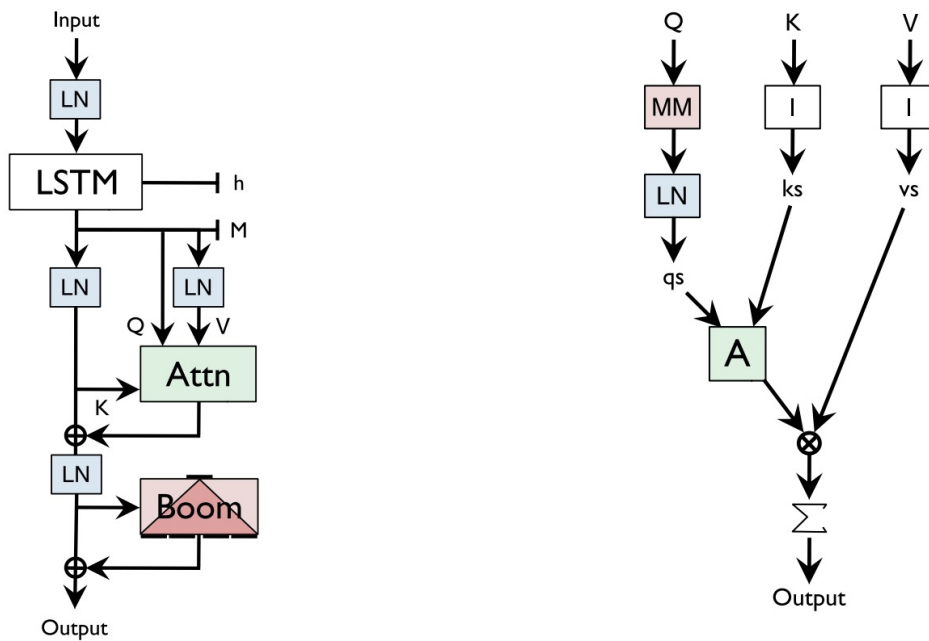 Input
LN
LSTM
h
M
LN
LN
Q
V
Attn
K
LN
Boom
Output
Q
K
V
MM
I
I
LN
ks
vs
qs
A
Output